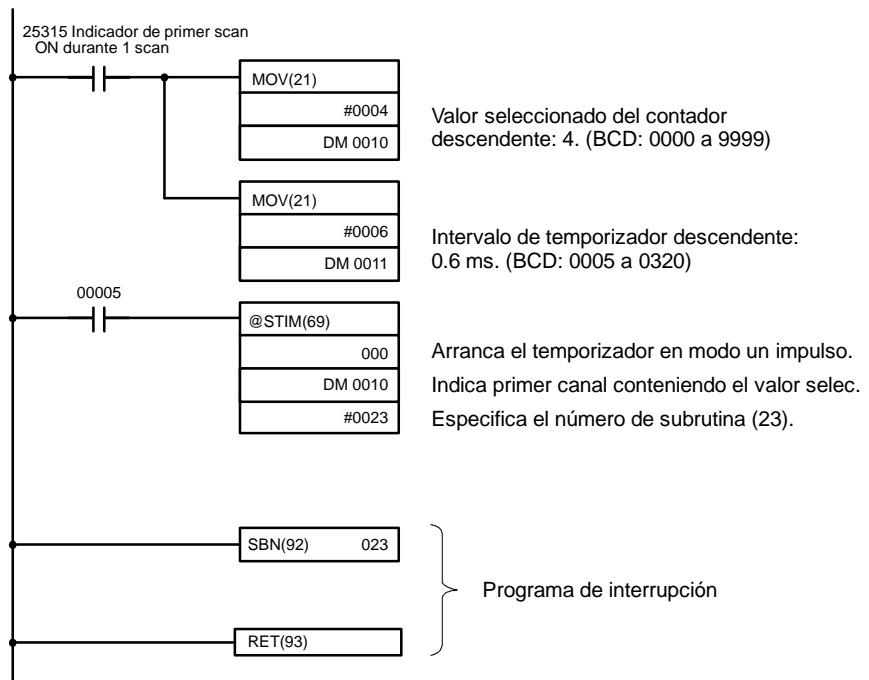 25315 Indicador de primer scan
ON durante 1 scan
MOV(21)
#0004
DM 0010
Valor seleccionado del contador
descendente: 4. (BCD: 0000 a 9999)
MOV(21)
#0006
DM 0011
Intervalo de temporizador descendente:
0.6 ms. (BCD: 0005 a 0320)
00005
@STIM(69)
000
Arranca el temporizador en modo un impulso.
DM 0010
Indica primer canal conteniendo el valor selec.
#0023
Especifica el número de subrutina (23).
SBN(92) 023
Programa de interrupción
RET(93)